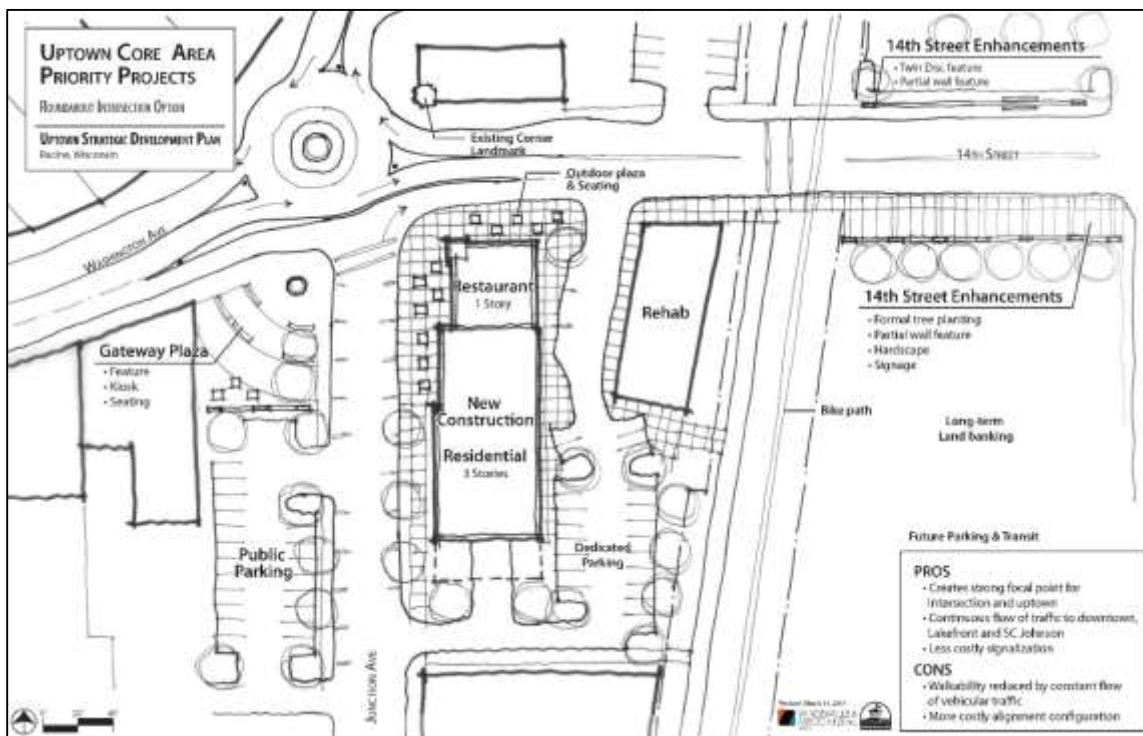 UPTOWN CORE AREA
PRIORITY PROJECTS
ROUNDABOUT INTERSECTION OPTION
UPTOWN STRATEGIC DEVELOPMENT PLAN
Racine, Wisconsin
14th Street Enhancements
• Twin Disc feature
• Partial wall feature
Existing Corner
Landmark
14TH STREET
Outdoor plaza
& Seating
WASHINGTON AVE
Restaurant
1 Story
Rehab
14th Street Enhancements
• Formal tree planting
• Partial wall feature
• Hardscape
• Signage
Gateway Plaza
• Feature
• Kiosk
• Seating
New
Construction
Residential
3 Stories
Bike path
Long-term
Land banking
Public
Parking
Dedicated
Parking
Future Parking & Transit
PROS
• Creates strong focal point for
Intersection and uptown
• Continuous flow of traffic to downtown,
Lakefront and SC Johnson
• Less costly signalization
CONS
• Walkability reduced by constant flow
of vehicular traffic
• More costly alignment configuration
JUNCTION AVE